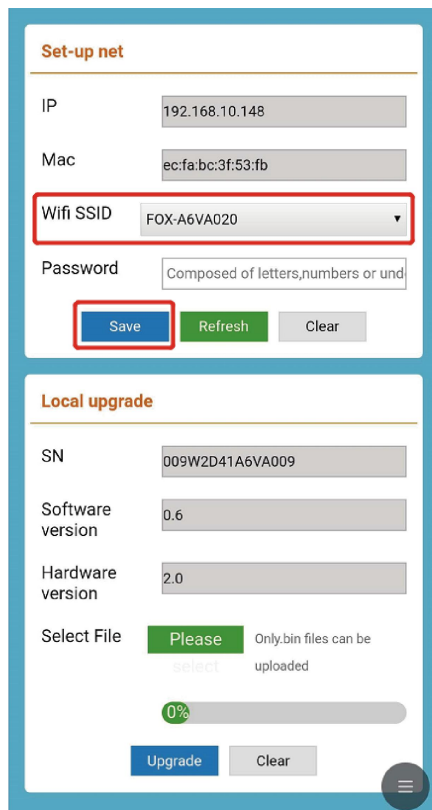 Set-up net
IP 192.168.10.148
Mac ec:fa:bc:3f:53:fb
Wifi SSID FOX-A6VA020
Password Composed of letters,numbers or und
Save Refresh Clear
Local upgrade
SN 009W2D41A6VA009
Software
version 0.6
Hardware
version 2.0
Select File Please
select
Only.bin files can be
uploaded
0%
Upgrade Clear